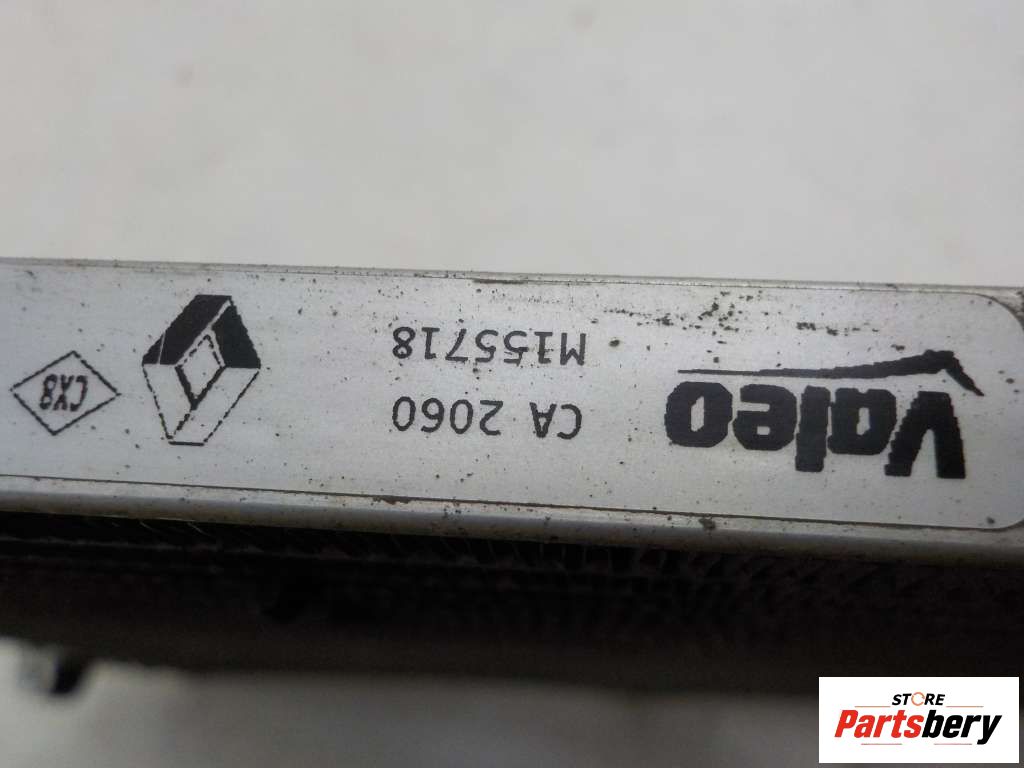 Valeo
CA 2060
M155718
CX8
STORE
Partsbery